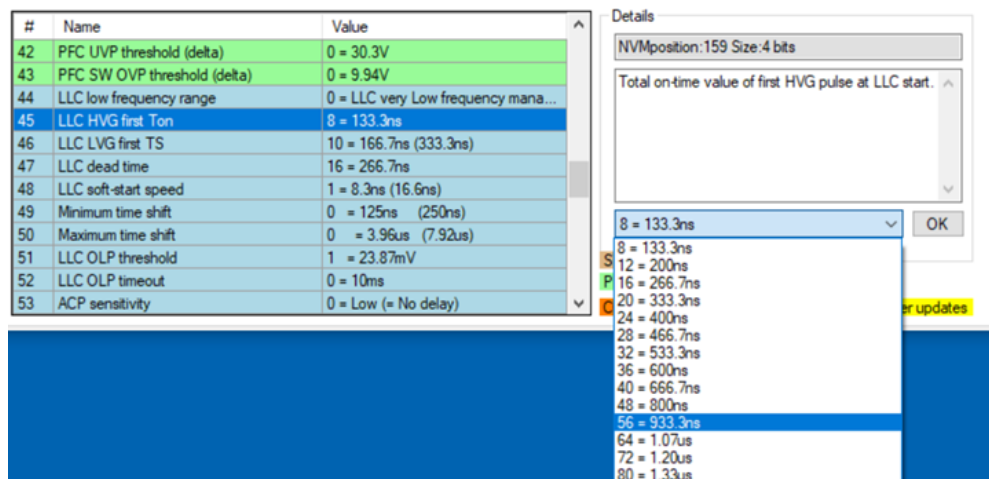 # Name Value
42 PFC UVP threshold (delta) 0 = 30.3V
43 PFC SW OVP threshold (delta) 0 = 9.94V
44 LLC low frequency range 0 = LLC very Low frequency mana...
45 LLC HVG first Ton 8 = 133.3ns
46 LLC LVG first TS 10 = 166.7ns (333.3ns)
47 LLC dead time 16 = 266.7ns
48 LLC soft-start speed 1 = 8.3ns (16.6ns)
49 Minimum time shift 0 = 125ns (250ns)
50 Maximum time shift 0 = 3.96us (7.92us)
51 LLC OLP threshold 1 = 23.87mV
52 LLC OLP timeout 0 = 10ms
53 ACP sensitivity 0 = Low (= No delay)
Details
NVMposition:159 Size:4 bits
Total on-time value of first HVG pulse at LLC start.
8 = 133.3ns OK
8 = 133.3ns
12 = 200ns
16 = 266.7ns
20 = 333.3ns
24 = 400ns
28 = 466.7ns
32 = 533.3ns
36 = 600ns
40 = 666.7ns
48 = 800ns
56 = 933.3ns
64 = 1.07us
72 = 1.20us
80 = 1.33us
S
P
C
er updates